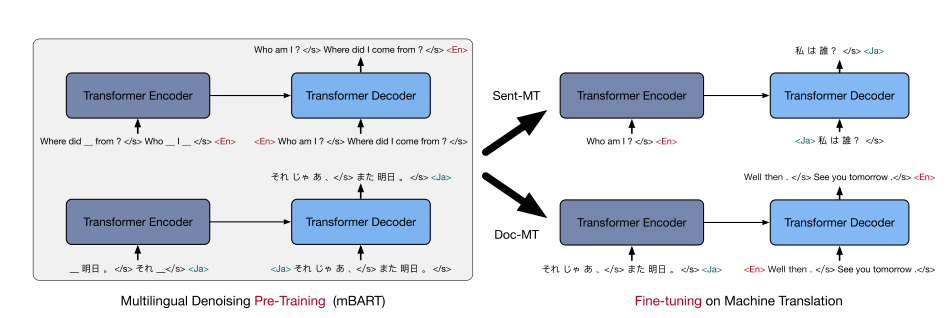 Who am I ? </s> Where did I come from ? </s> <En>
Transformer Encoder
Transformer Decoder
Where did __ from ? </s> Who __ I __ </s> <En>
<En> Who am I ? </s> Where did I come from ? </s>
それ じゃ あ 、</s> また 明日 。 </s> <Ja>
Transformer Encoder
Transformer Decoder
__ 明日 。 </s> それ __</s> <Ja>
<Ja> それ じゃ あ 、</s> また 明日 。 </s>
Multilingual Denoising Pre-Training (mBART)
Sent-MT
Doc-MT
私 は 誰？ </s> <Ja>
Transformer Encoder
Transformer Decoder
Who am I ? </s> <En>
<Ja> 私 は 誰？ </s>
Well then . </s> See you tomorrow .</s> <En>
Transformer Encoder
Transformer Decoder
それ じゃ あ 、</s> また 明日 。 </s> <Ja>
<En> Well then . </s> See you tomorrow .</s>
Fine-tuning on Machine Translation